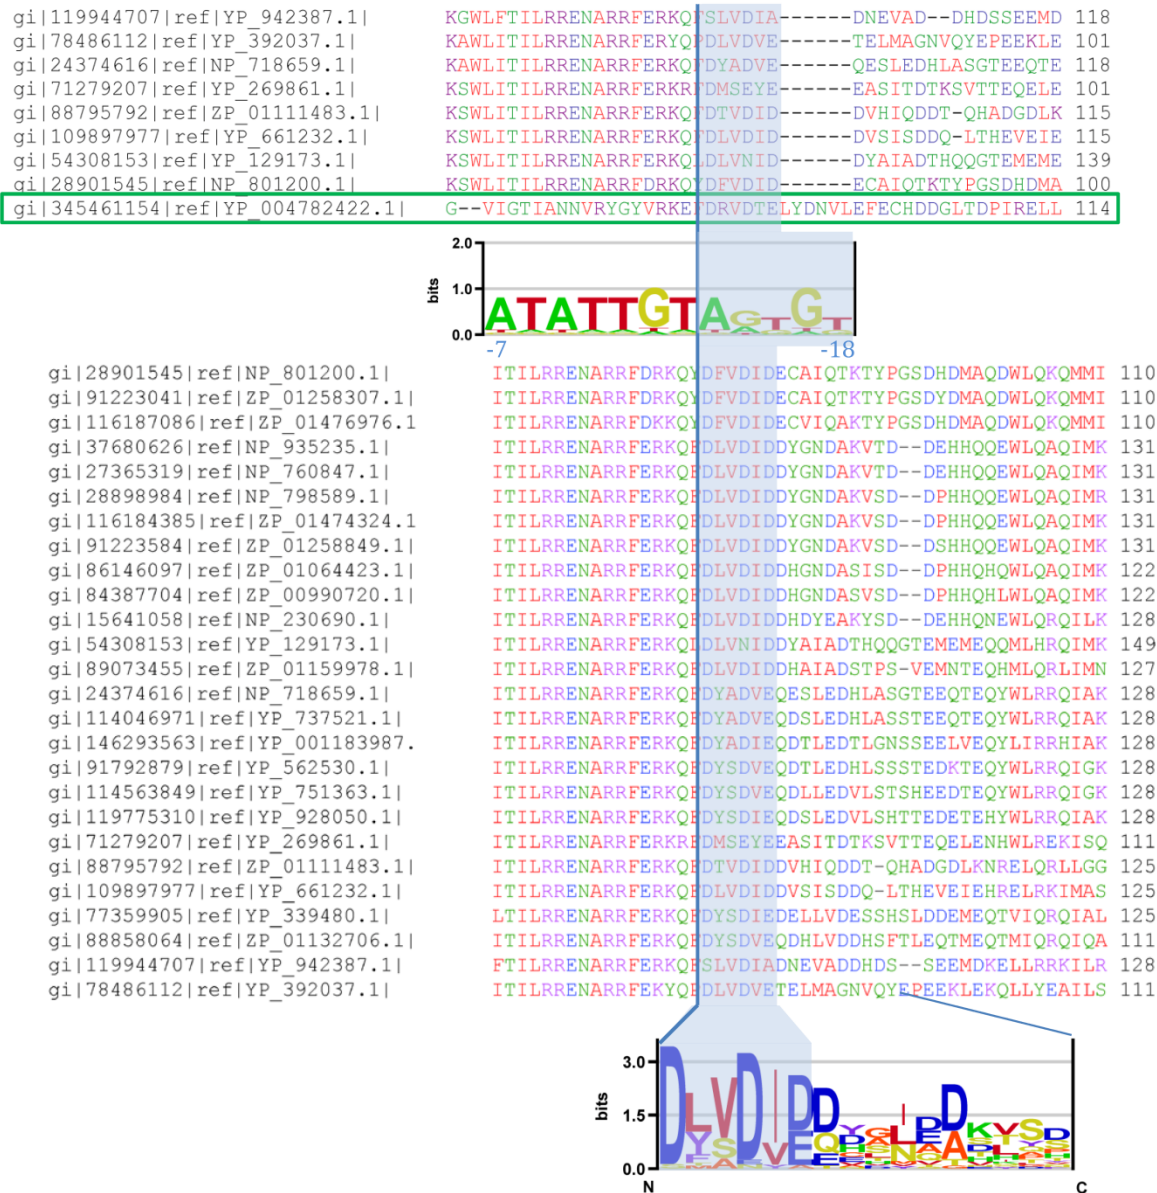 gi|119944707|ref|YP_942387.1| KGWLFTILRRENARRFERKQFSLVDIA------DNEVAD--DHDSSEEMD 118
gi|78486112|ref|YP_392037.1| KAWLITILRRENARRFERYQPDLVDVE------TELMAGNVQYEPEEKLE 101
gi|24374616|ref|NP_718659.1| KAWLITILRRENARRFERKQFDYADVE------QESLEDHLASGTEEQTE 118
gi|71279207|ref|YP_269861.1| KSWLITILRRENARRFERKRFDMSEYE------EASITDTKSVTTEQELE 101
gi|88795792|ref|ZP_01111483.1| KSWLITILRRENARRFERKQFDTVDID------DVHIQDDT-QHADGDLK 115
gi|109897977|ref|YP_661232.1| KSWLITILRRENARRFERKQFDLVDID------DVSISDDQ-LTHEVEIE 115
gi|54308153|ref|YP_129173.1| KSWLITILRRENARRFERKQLDLVNID------DYAIADTHQQGTEMEME 139
gi|28901545|ref|NP_801200.1| KSWLITILRRENARRFDRKQYDFVDID------ECAIQTKTYPGSDHDMA 100
gi|345461154|ref|YP_004782422.1| G--VIGTIANNVRYGYVRKEFDRVDTELYDNVLEFECHDDGLTDPIRELL 114
2.0
bits
1.0
0.0
ATATTGTAGTGT
-7 -18
gi|28901545|ref|NP_801200.1| ITILRRENARRFDRKQYDFVDIDECAIQTKTYPGSDHDMAQDWLQKQMMI 110
gi|91223041|ref|ZP_01258307.1| ITILRRENARRFDRKQYDFVDIDECAIQTKTYPGSDYDMAQDWLQKQMMI 110
gi|116187086|ref|ZP_01476976.1 ITILRRENARRFDKKQYDFVDIDECVIQAKTYPGSDHDMAQDWLQKQMMI 110
gi|37680626|ref|NP_935235.1| ITILRRENARRFERKQFDLVDIDDYGNDAKVTD--DEHHQQEWLQAQIMK 131
gi|27365319|ref|NP_760847.1| ITILRRENARRFERKQFDLVDIDDYGNDAKVTD--DEHHQQEWLQAQIMK 131
gi|28898984|ref|NP_798589.1| ITILRRENARRFERKQFDLVDIDDYGNDAKVSD--DPHHQQEWLQAQIMR 131
gi|116184385|ref|ZP_01474324.1 ITILRRENARRFERKQFDLVDIDDYGNDAKVSD--DPHHQQEWLQAQIMK 131
gi|91223584|ref|ZP_01258849.1| ITILRRENARRFERKQFDLVDIDDYGNDAKVSD--DSHHQQEWLQAQIMK 131
gi|86146097|ref|ZP_01064423.1| ITILRRENARRFERKQFDLVDIDDHGNDASISD--DPHHQHQWLQAQIMK 122
gi|84387704|ref|ZP_00990720.1| ITILRRENARRFERKQFDLVDIDDHGNDASVSD--DPHHQHLWLQAQIMK 122
gi|15641058|ref|NP_230690.1| ITILRRENARRFERKQFDLVDIDDHDYEAKYSD--DEHHQNEWLQRQILK 128
gi|54308153|ref|YP_129173.1| ITILRRENARRFERKQLDLVNIDDYAIADTHQQGTEMEMEQQMLHRQIMK 149
gi|89073455|ref|ZP_01159978.1| ITILRRENARRFERKQFDLVDIDDHAIADSTPS-VEMNTEQHMLQRLIMN 127
gi|24374616|ref|NP_718659.1| ITILRRENARRFERKQFDYADVEQESLEDHLASGTEEQTEQYWLRRQIAK 128
gi|114046971|ref|YP_737521.1| ITILRRENARRFERKQFDYADVEQDSLEDHLASSTEEQTEQYWLRRQIAK 128
gi|146293563|ref|YP_001183987. ITILRRENARRFERKQFDYADIEQDTLEDTLGNSSEELVEQYLIRRHIAK 128
gi|91792879|ref|YP_562530.1| ITILRRENARRFERKQFDYSDVEQDTLEDHLSSSTEDKTEQYWLRRQIGK 128
gi|114563849|ref|YP_751363.1| ITILRRENARRFERKQFDYSDVEQDLLEDVLSTSHEEDTEQYWLRRQIGK 128
gi|119775310|ref|YP_928050.1| ITILRRENARRFERKQFDYSDVEQDSLEDVLSHTTEDETEHYWLRRQIAK 128
gi|71279207|ref|YP_269861.1| ITILRRENARRFERKRFDMSEYEEASITDTKSVTTEQELENHWLREKISQ 111
gi|88795792|ref|ZP_01111483.1| ITILRRENARRFERKQFDTVDIDDVHIQDDT-QHADGDLKNRELQRLLGG 125
gi|109897977|ref|YP_661232.1| ITILRRENARRFERKQFDLVDIDDVSISDDQ-LTHEVEIEHRELRKIMAS 125
gi|77359905|ref|YP_339480.1| LTILRRENARRFERKQFDYSDIEDELLVDESSHSLDDEMEQTVIQRQIAL 125
gi|88858064|ref|ZP_01132706.1| ITILRRENARRFERKQFDYSDVEQDHLVDDHSFTLEQTMEQTMIQRQIQA 111
gi|119944707|ref|YP_942387.1| FTILRRENARRFERKQFSLVDIADNEVADDHDS--SEEMDKELLRRKILR 128
gi|78486112|ref|YP_392037.1| ITILRRENARRFEKYQFDLVDVETELMAGNVQYEPEEKLEKQLLYEAILS 111
3.0
bits
1.5
0.0
N C